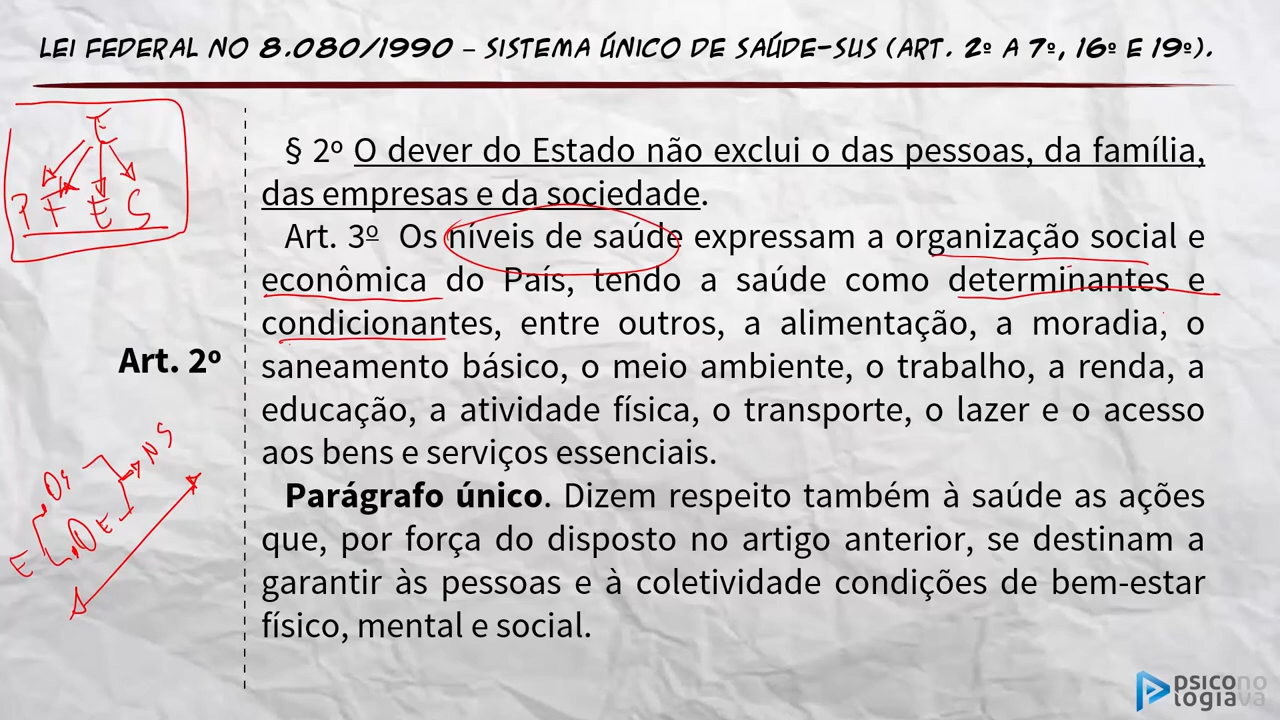 LEI FEDERAL NO 8.080/1990 – SISTEMA ÚNICO DE SAÚDE-SUS (ART. 2º A 7º, 16º E 19º).
E
P F E S
§ 2º O dever do Estado não exclui o das pessoas, da família,
das empresas e da sociedade.
Art. 3º Os níveis de saúde expressam a organização social e
econômica do País, tendo a saúde como determinantes e
condicionantes, entre outros, a alimentação, a moradia, o
saneamento básico, o meio ambiente, o trabalho, a renda, a
educação, a atividade física, o transporte, o lazer e o acesso
aos bens e serviços essenciais.
Parágrafo único. Dizem respeito também à saúde as ações
que, por força do disposto no artigo anterior, se destinam a
garantir às pessoas e à coletividade condições de bem-estar
físico, mental e social.
Art. 2º
NS
OS
OE
E
psicono
logiava